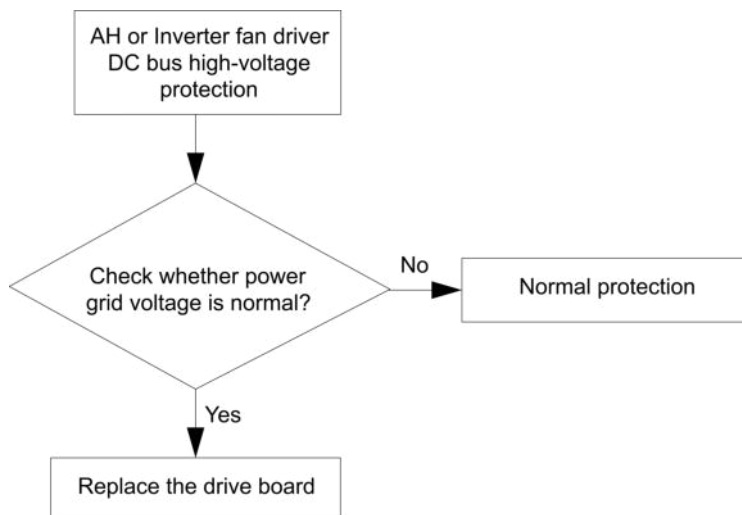 AH or Inverter fan driver
DC bus high-voltage
protection
Check whether power
grid voltage is normal?
No
Normal protection
Yes
Replace the drive board